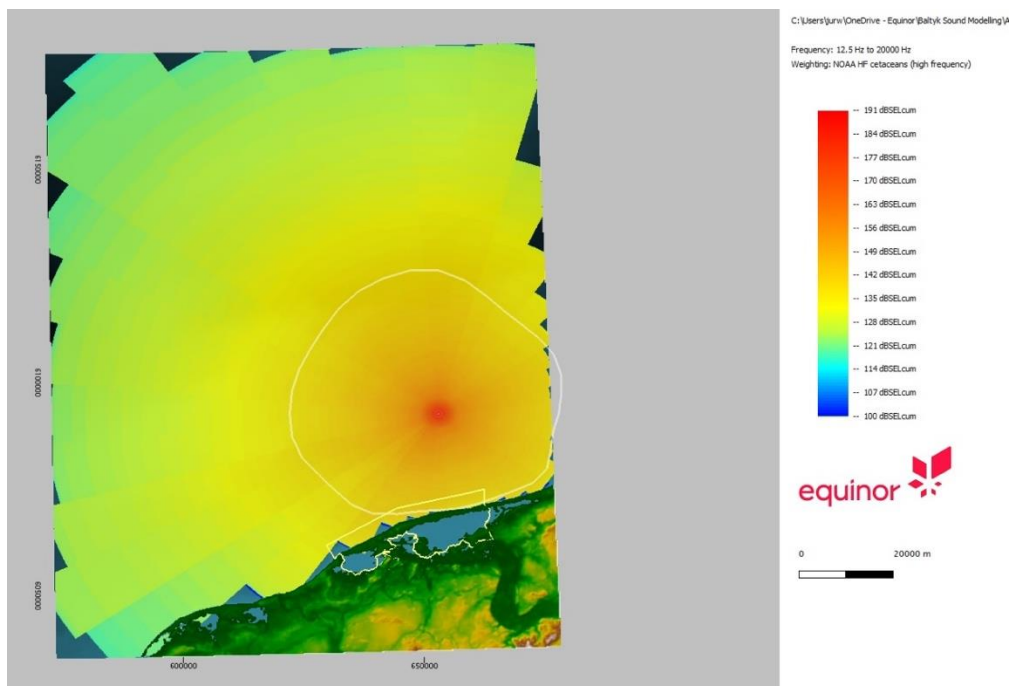 C:\Users\jurw\OneDrive - Equinor\Baltyk Sound Modelling\A
Frequency: 12.5 Hz to 20000 Hz
Weighting: NOAA HF cetaceans (high frequency)
-- 191 dBSELcum
-- 184 dBSELcum
-- 177 dBSELcum
-- 170 dBSELcum
-- 163 dBSELcum
-- 156 dBSELcum
-- 149 dBSELcum
-- 142 dBSELcum
-- 135 dBSELcum
-- 128 dBSELcum
-- 121 dBSELcum
-- 114 dBSELcum
-- 107 dBSELcum
-- 100 dBSELcum
equinor
0 20000 m
6150000
6100000
6050000
600000 650000